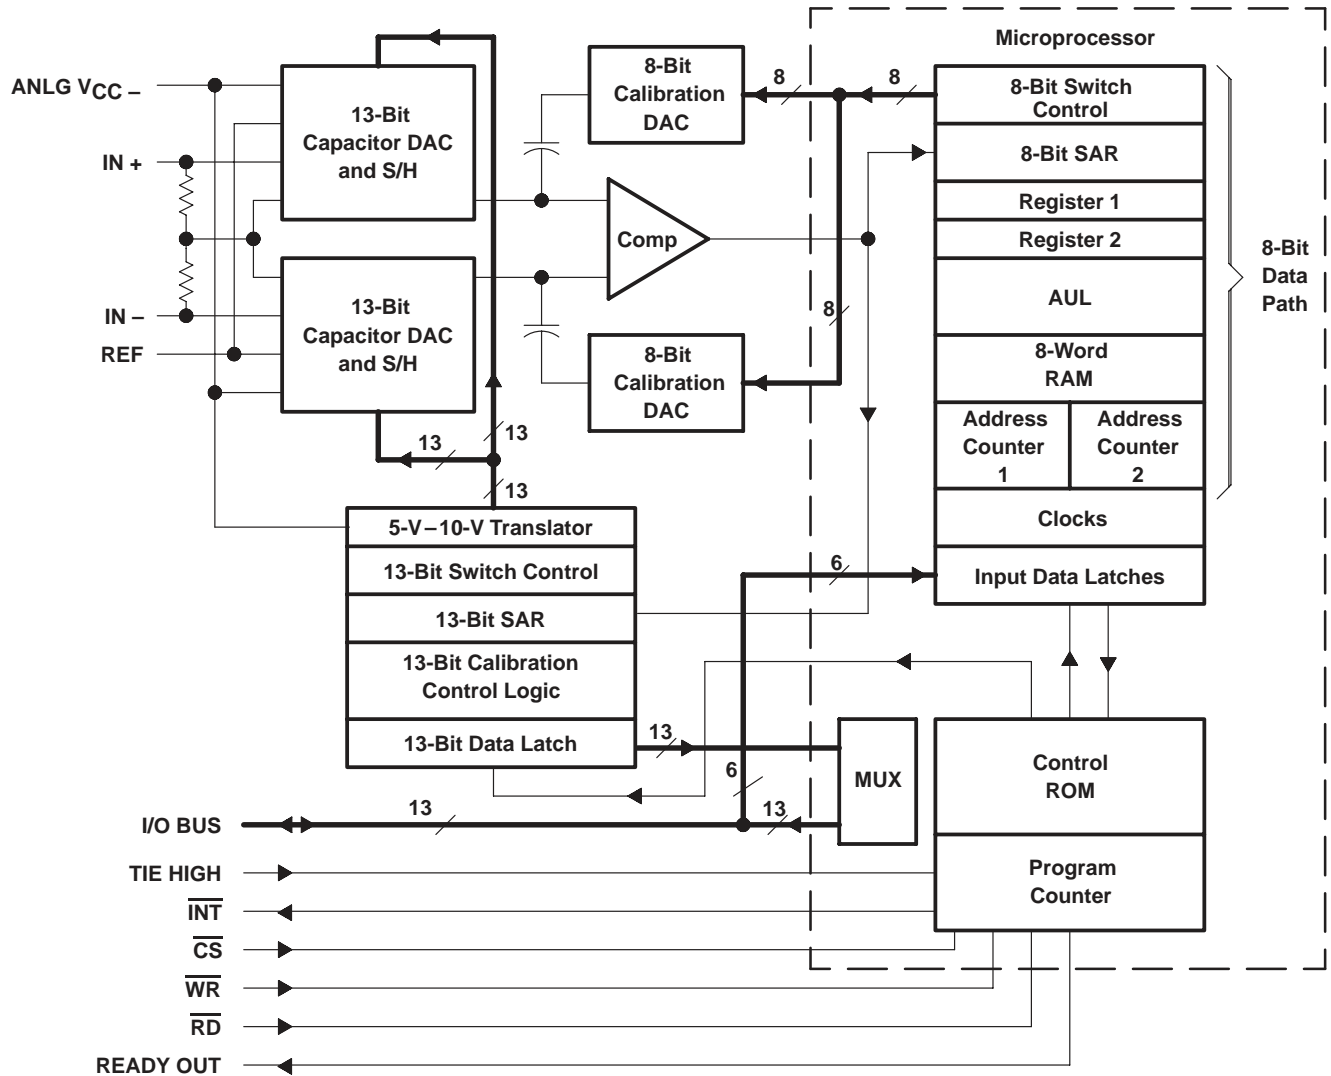 Microprocessor
ANLG VCC –
IN +
IN –
REF
13-Bit
Capacitor DAC
and S/H
13-Bit
Capacitor DAC
and S/H
8-Bit
Calibration
DAC
8-Bit
Calibration
DAC
Comp
8
8
8
8-Bit Switch
Control
8-Bit SAR
Register 1
Register 2
AUL
8-Word
RAM
Address
Counter
1
Address
Counter
2
Clocks
Input Data Latches
8-Bit
Data
Path
13
13
13
5-V–10-V Translator
13-Bit Switch Control
13-Bit SAR
13-Bit Calibration
Control Logic
13-Bit Data Latch
6
13
6
13
13
MUX
Control
ROM
Program
Counter
I/O BUS
TIE HIGH
INT
CS
WR
RD
READY OUT